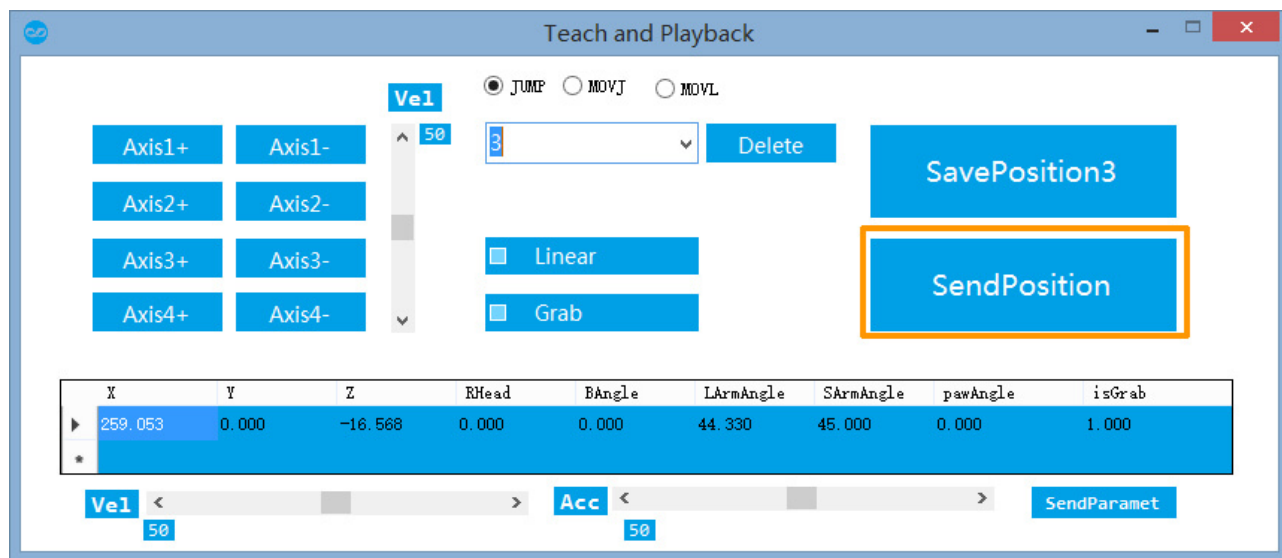 Teach and Playback
Vel
JUMP MOVJ MOVL
50
3
Delete
SavePosition3
Axis1+ Axis1-
Axis2+ Axis2-
Axis3+ Axis3-
Axis4+ Axis4-
Linear
Grab
SendPosition
X Y Z RHead BAngle LArmAngle SArmAngle pawAngle isGrab
259.053 0.000 -16.568 0.000 0.000 44.330 45.000 0.000 1.000
Vel
50
Acc
50
SendParamet